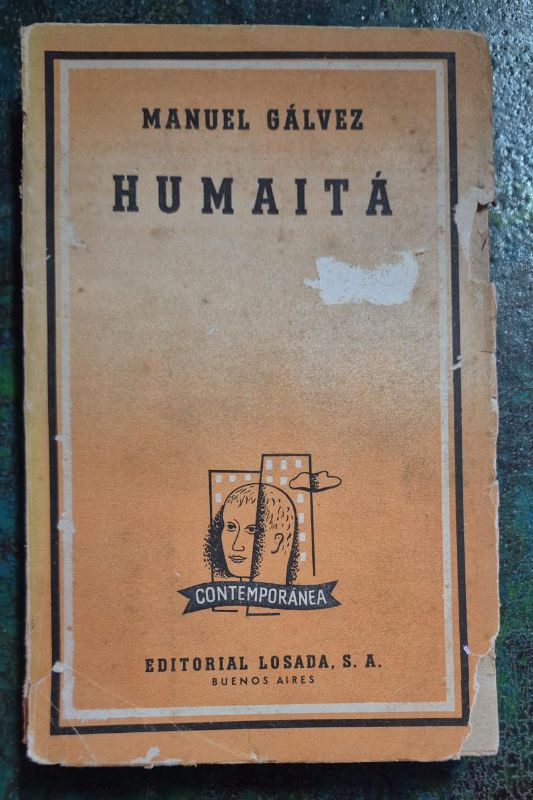 MANUEL GÁLVEZ
HUMAITÁ
CONTEMPORÁNEA
EDITORIAL LOSADA, S. A.
BUENOS AIRES